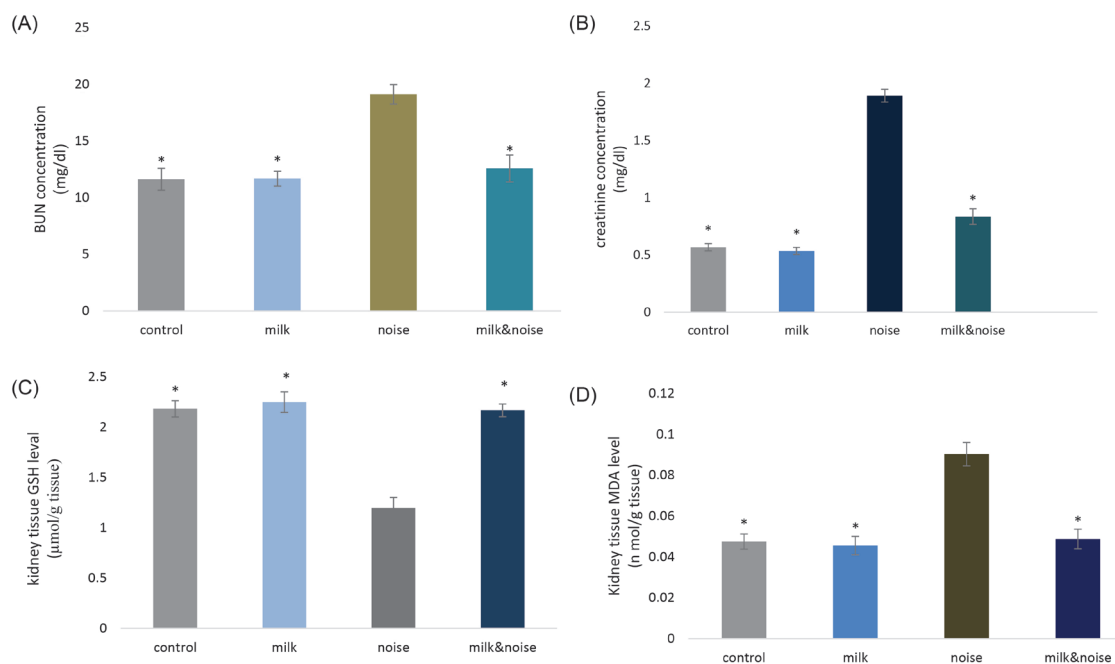 (A)
25
20
15
10
5
0
BUN concentration
(mg/dl)
*
*
*
control
milk
noise
milk&noise
(B)
2.5
2
1.5
1
0.5
0
creatinine concentration
(mg/dl)
*
*
*
control
milk
noise
milk&noise
(C)
2.5
2
1.5
1
0.5
0
kidney tissue GSH leval
(µmol/g tissue)
*
*
*
control
milk
noise
milk&noise
(D)
0.12
0.1
0.08
0.06
0.04
0.02
0
Kidney tissue MDA level
(n mol/g tissue)
*
*
*
control
milk
noise
milk&noise